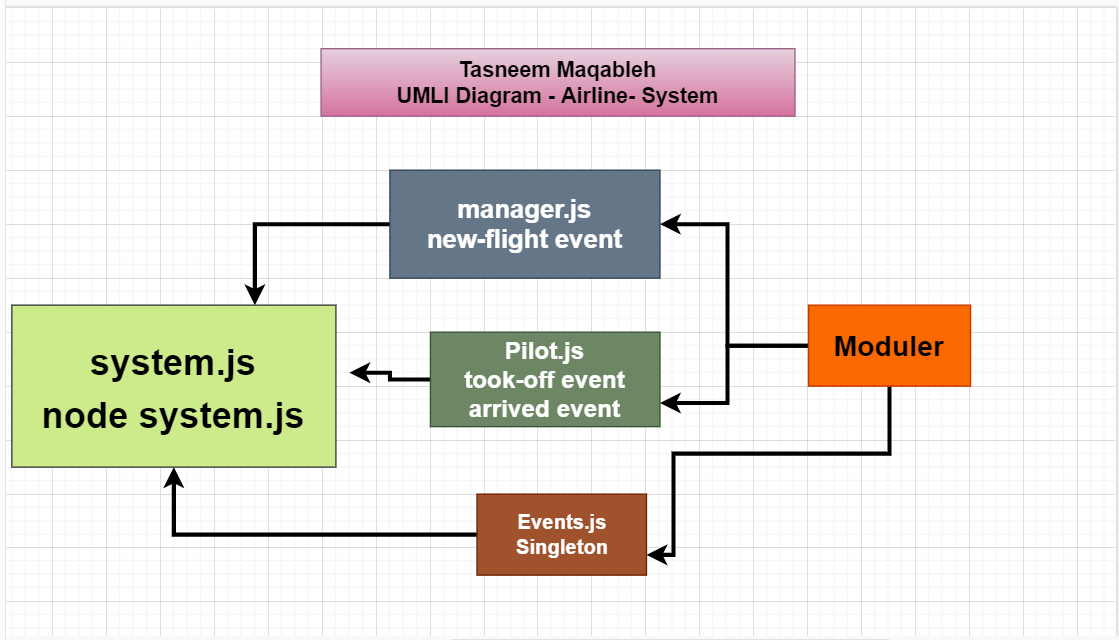 Tasneem Maqableh
UMLI Diagram - Airline- System
manager.js
new-flight event
system.js
node system.js
Pilot.js
took-off event
arrived event
Moduler
Events.js
Singleton